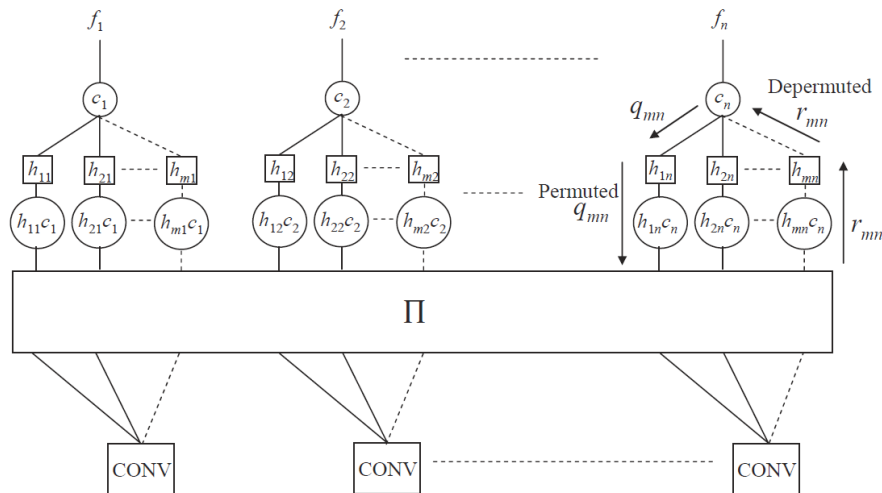 f₁ f₂ fₙ
Depermuted
qₘₙ rₘₙ
c₁ c₂ cₙ
h₁₁ h₂₁ hₘ₁ h₁₂ h₂₂ hₘ₂ h₁ₙ h₂ₙ hₘₙ
Permuted
qₘₙ
h₁₁c₁ h₂₁c₁ hₘ₁c₁ h₁₂c₂ h₂₂c₂ hₘ₂c₂ h₁ₙcₙ h₂ₙcₙ hₘₙcₙ rₘₙ
Π
CONV CONV CONV